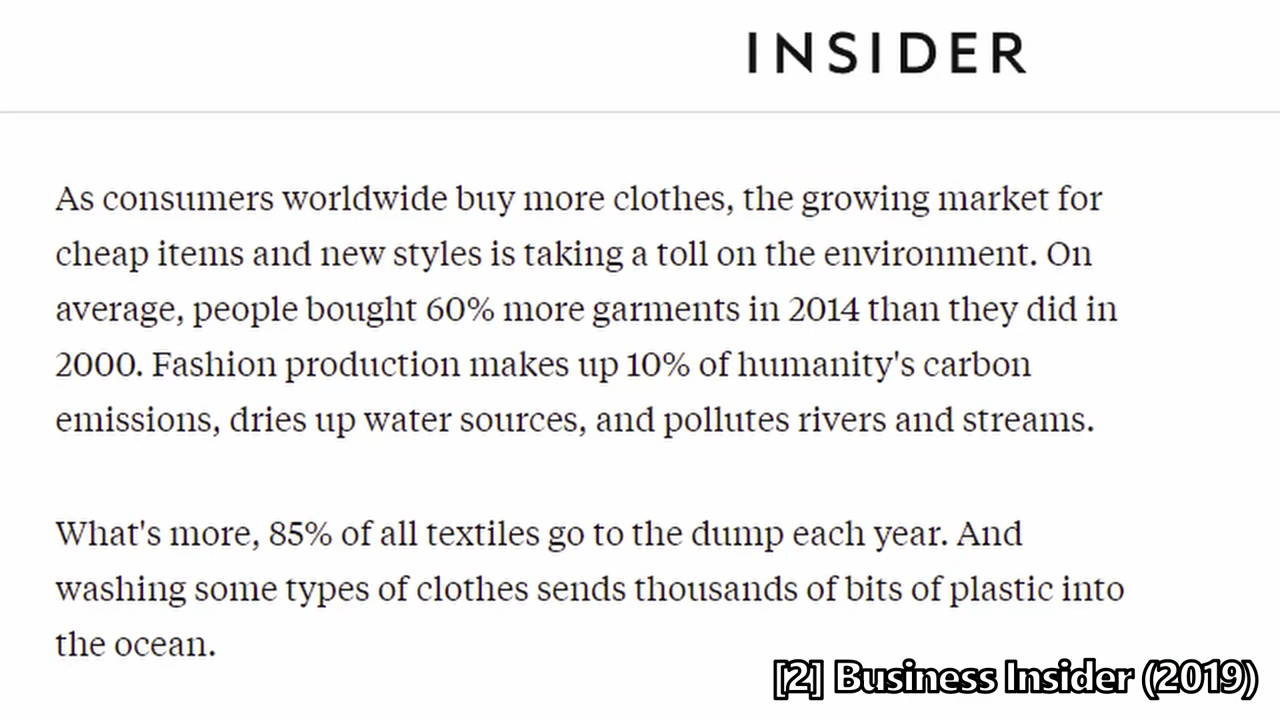 INSIDER
As consumers worldwide buy more clothes, the growing market for
cheap items and new styles is taking a toll on the environment. On
average, people bought 60% more garments in 2014 than they did in
2000. Fashion production makes up 10% of humanity's carbon
emissions, dries up water sources, and pollutes rivers and streams.
What's more, 85% of all textiles go to the dump each year. And
washing some types of clothes sends thousands of bits of plastic into
the ocean.
[2] Business Insider (2019)